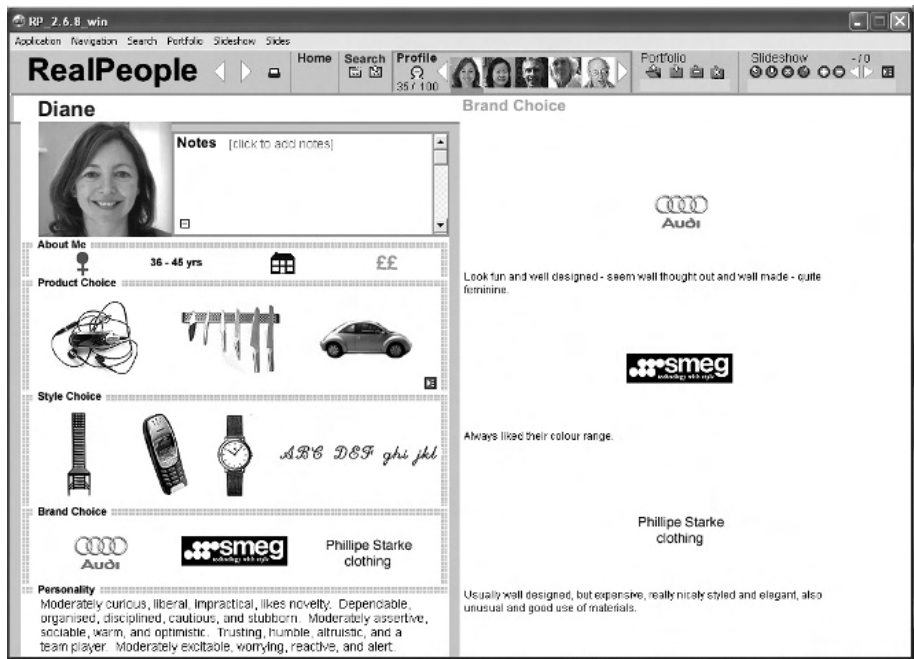 RP_2.6.8_win
Application Navigation Search Portfolio Slideshow Slides
RealPeople
Home Search Profile Portfolio Slideshow - / 0
35 / 100
Diane
Notes [click to add notes]
About Me
36 - 45 yrs
££
Product Choice
Style Choice
ABC DEF ghi jkl
Brand Choice
Audi
smeg
technology with style
Phillipe Starke
clothing
Personality
Moderately curious, liberal, impractical, likes novelty. Dependable,
organised, disciplined, cautious, and stubborn. Moderately assertive,
sociable, warm, and optimistic. Trusting, humble, altruistic, and a
team player. Moderately excitable, worrying, reactive, and alert.
Brand Choice
Audi
Look fun and well designed - seem well thought out and well made - quite
feminine.
smeg
technology with style
Always liked their colour range.
Phillipe Starke
clothing
Usually well designed, but expensive, really nicely styled and elegant, also
unusual and good use of materials.